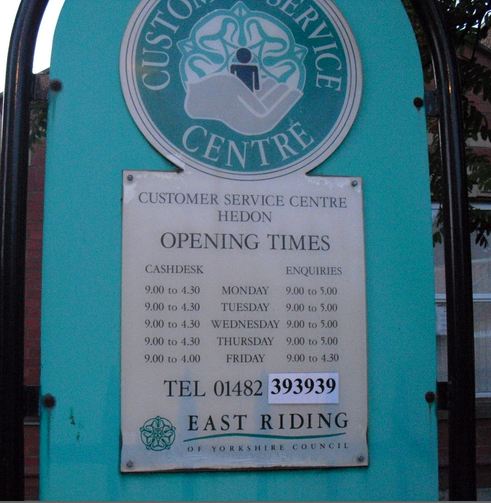 CUSTOMER SERVICE
CENTRE
CUSTOMER SERVICE CENTRE
HEDON
OPENING TIMES
CASHDESK ENQUIRIES
9.00 to 4.30 MONDAY 9.00 to 5.00
9.00 to 4.30 TUESDAY 9.00 to 5.00
9.00 to 4.30 WEDNESDAY 9.00 to 5.00
9.00 to 4.30 THURSDAY 9.00 to 5.00
9.00 to 4.00 FRIDAY 9.00 to 4.30
TEL 01482 393939
EAST RIDING
OF YORKSHIRE COUNCIL